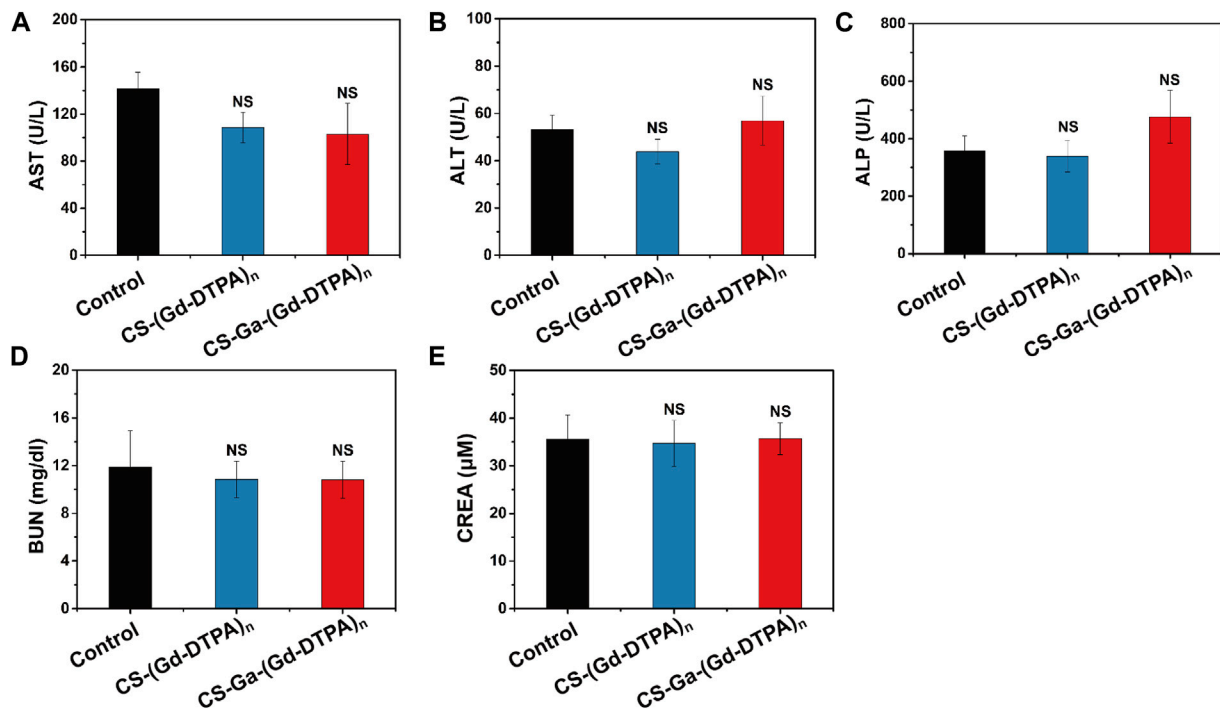 A
AST (U/L)
200
160
120
80
40
0
NS
NS
Control
CS-(Gd-DTPA)n
CS-Ga-(Gd-DTPA)n
B
ALT (U/L)
100
80
60
40
20
0
NS
NS
Control
CS-(Gd-DTPA)n
CS-Ga-(Gd-DTPA)n
C
ALP (U/L)
800
600
400
200
0
NS
NS
Control
CS-(Gd-DTPA)n
CS-Ga-(Gd-DTPA)n
D
BUN (mg/dl)
20
16
12
8
4
0
NS
NS
Control
CS-(Gd-DTPA)n
CS-Ga-(Gd-DTPA)n
E
CREA (μM)
50
40
30
20
10
0
NS
NS
Control
CS-(Gd-DTPA)n
CS-Ga-(Gd-DTPA)n